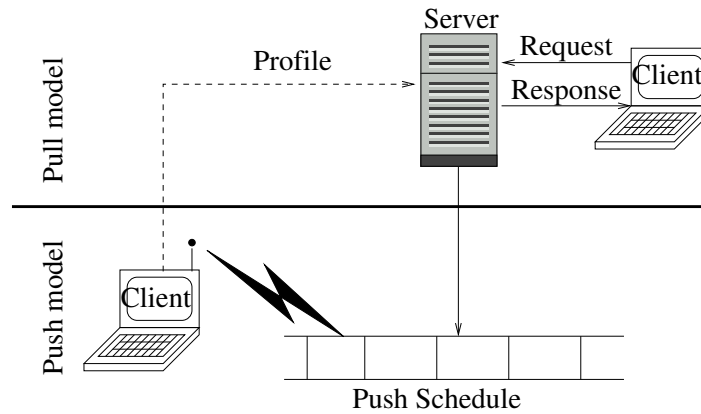 Server
Request
Profile
Client
Response
Pull model
Push model
Client
Push Schedule